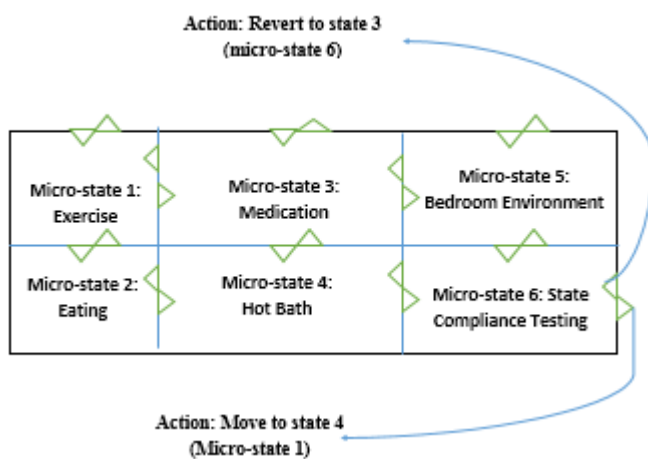 Action: Revert to state 3
(micro-state 6)
Micro-state 1:
Exercise
Micro-state 3:
Medication
Micro-state 5:
Bedroom Environment
Micro-state 2:
Eating
Micro-state 4:
Hot Bath
Micro-state 6: State
Compliance Testing
Action: Move to state 4
(Micro-state 1)